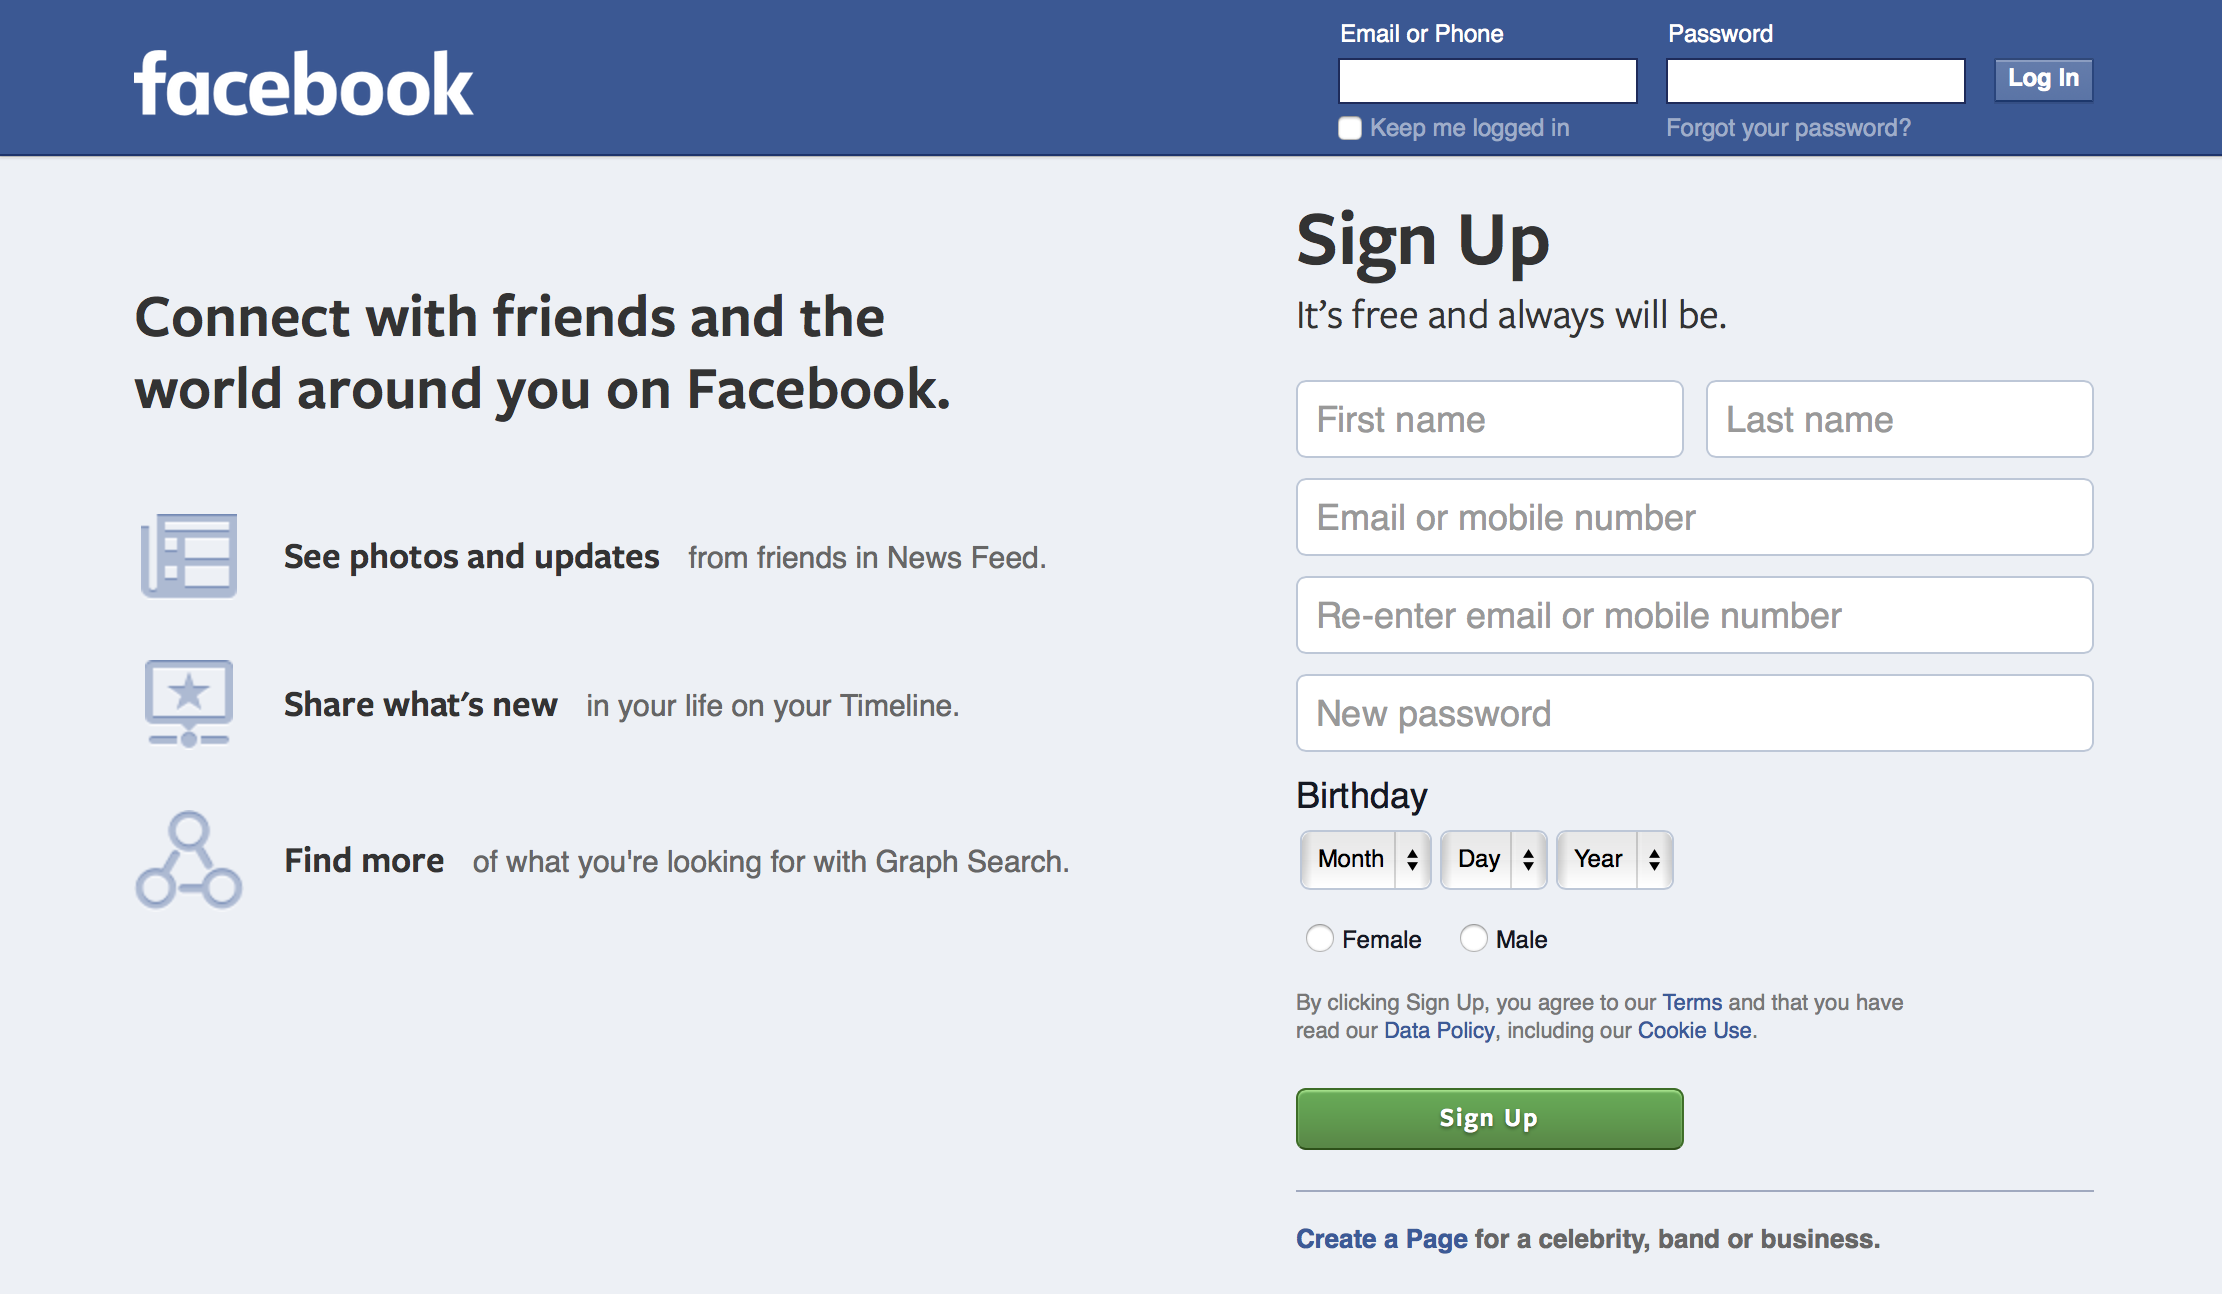 facebook
Email or Phone
Password
Log In
Keep me logged in
Forgot your password?
Connect with friends and the
world around you on Facebook.
See photos and updates from friends in News Feed.
Share what's new in your life on your Timeline.
Find more of what you're looking for with Graph Search.
Sign Up
It's free and always will be.
First name
Last name
Email or mobile number
Re-enter email or mobile number
New password
Birthday
Month
Day
Year
Female
Male
By clicking Sign Up, you agree to our Terms and that you have
read our Data Policy, including our Cookie Use.
Sign Up
Create a Page for a celebrity, band or business.